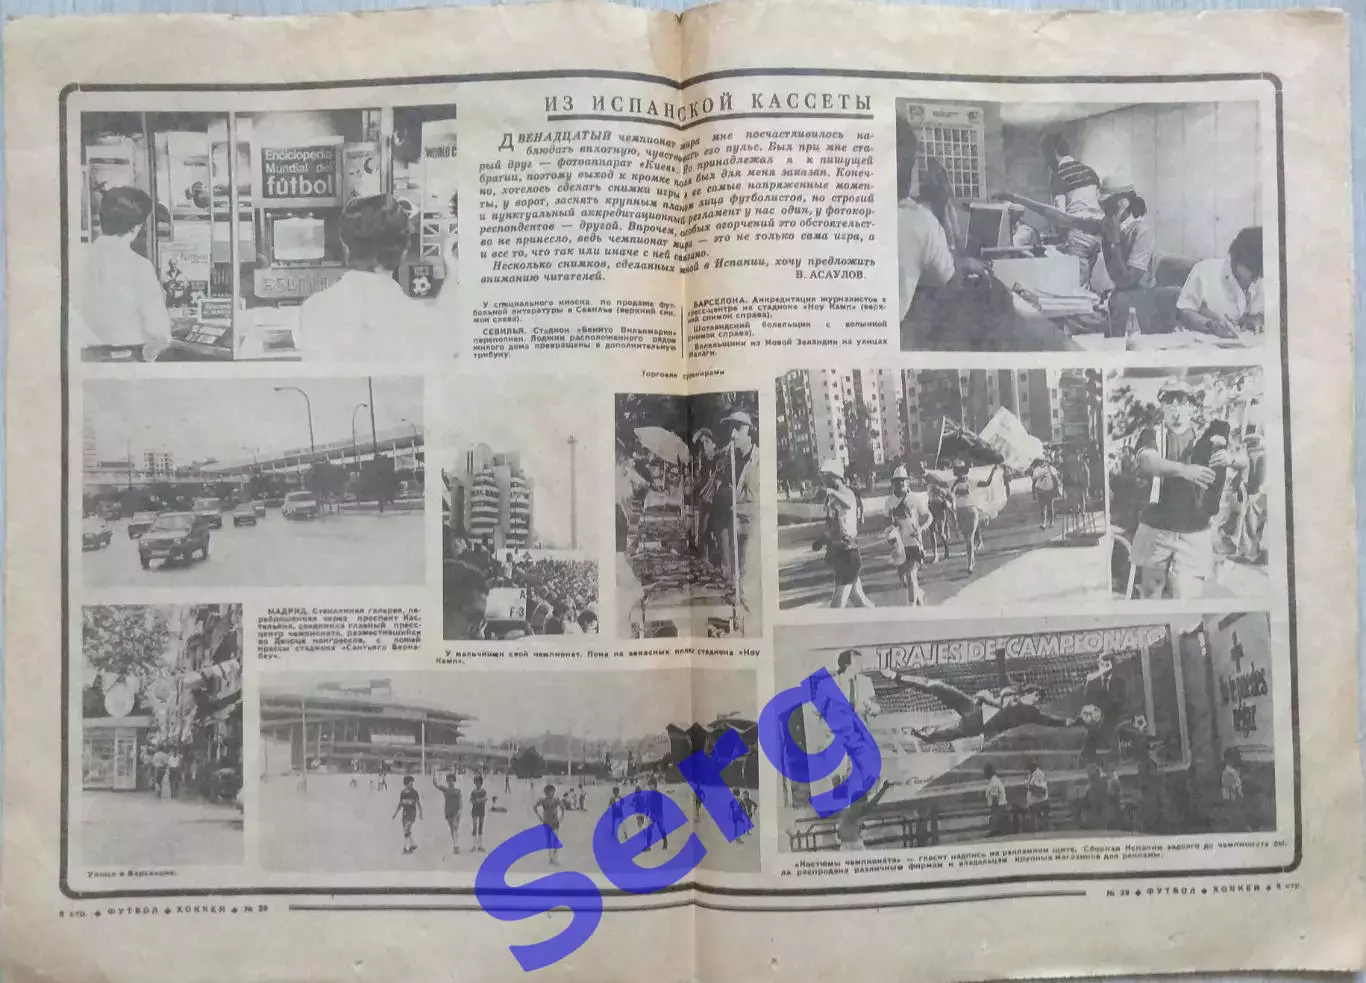 ИЗ ИСПАНСКОЙ КАССЕТЫ
ДВЕНАДЦАТЫЙ чемпионат мира мне посчастливилось на-
блюдать вплотную, чувствовать его пульс. Был при мне ста-
рый друг — фотоаппарат «Киев». Но принадлежал я к пишущей
братии, поэтому выход к кромке поля был для меня заказан. Конеч-
но, хотелось сделать снимки игры в ее самые напряженные момен-
ты, у ворот, заснять крупным планом лица футболистов, но строгий
и пунктуальный аккредитационный регламент у нас один, у фотокор-
респондентов — другой. Впрочем, особых огорчений это обстоятельст-
во не принесло, ведь чемпионат мира — это не только сама игра, а
и все то, что так или иначе с ней связано.
Несколько снимков, сделанных мной в Испании, хочу предложить
вниманию читателей.
В. АСАУЛОВ.
У специального киоска по продаже фут-
больной литературы в Севилье (верхний сни-
мок слева).
СЕВИЛЬЯ. Стадион «Бенито Вильямарин»
переполнен. Лоджии расположенного рядом
жилого дома превращены в дополнительную
трибуну.
БАРСЕЛОНА. Аккредитация журналистов в
пресс-центре на стадионе «Ноу Камп» (верх-
ний снимок справа).
Шотландский болельщик с волынкой
(снимок справа).
Болельщики из Новой Зеландии на улицах
Малаги.
Торговля сувенирами
Enciclopedia
Mundial del
fútbol
WORLD C
ESPAÑA
A
F-3
МАДРИД. Стеклянная галерея, пе-
реброшенная через проспект Кас-
тельяна, соединила главный пресс-
центр чемпионата, разместившийся
во Дворце конгрессов, с ложей
прессы стадиона «Сантьяго Берна-
беу».
У мальчишек свой чемпионат. Пока на запасных полях стадиона «Ноу
Камп».
TRAJES DE CAMPEONATO
Улица в Барселоне.
«Костюмы чемпионата» — гласит надпись на рекламном щите. Сборная Испании задолго до чемпионата бы-
ла распродана различным фирмам и владельцам крупных магазинов для рекламы.
8 стр. ◆ ФУТБОЛ ◆ ХОККЕЙ ◆ № 29
№ 29 ◆ ФУТБОЛ ◆ ХОККЕЙ ◆ 9 стр.
Serg